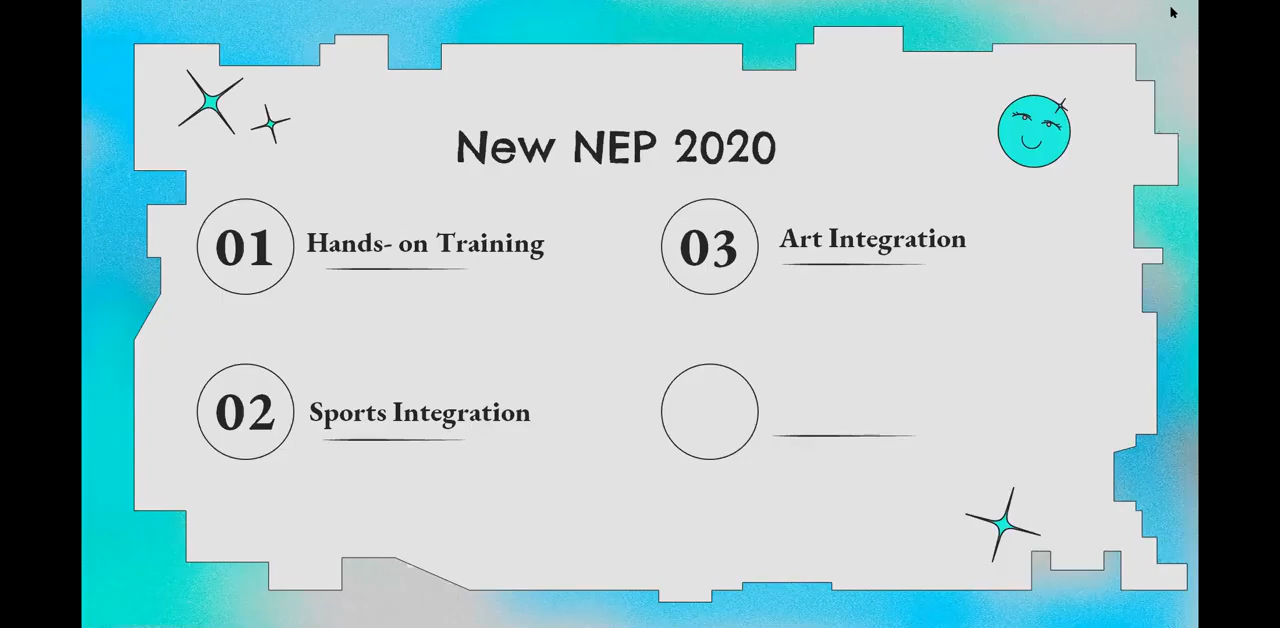 New NEP 2020
01
Hands- on Training
02
Sports Integration
03
Art Integration